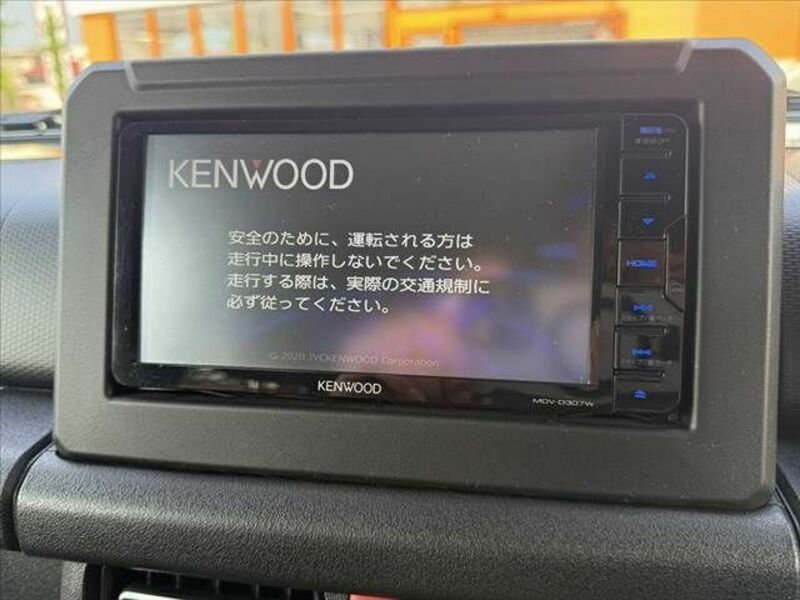 KENWOOD
安全のために、運転される方は
走行中に操作しないでください。
走行する際は、実際の交通規制に
必ず従ってください。
© 2020 JVCKENWOOD Corporation
KENWOOD
MDV-D307W
HOME